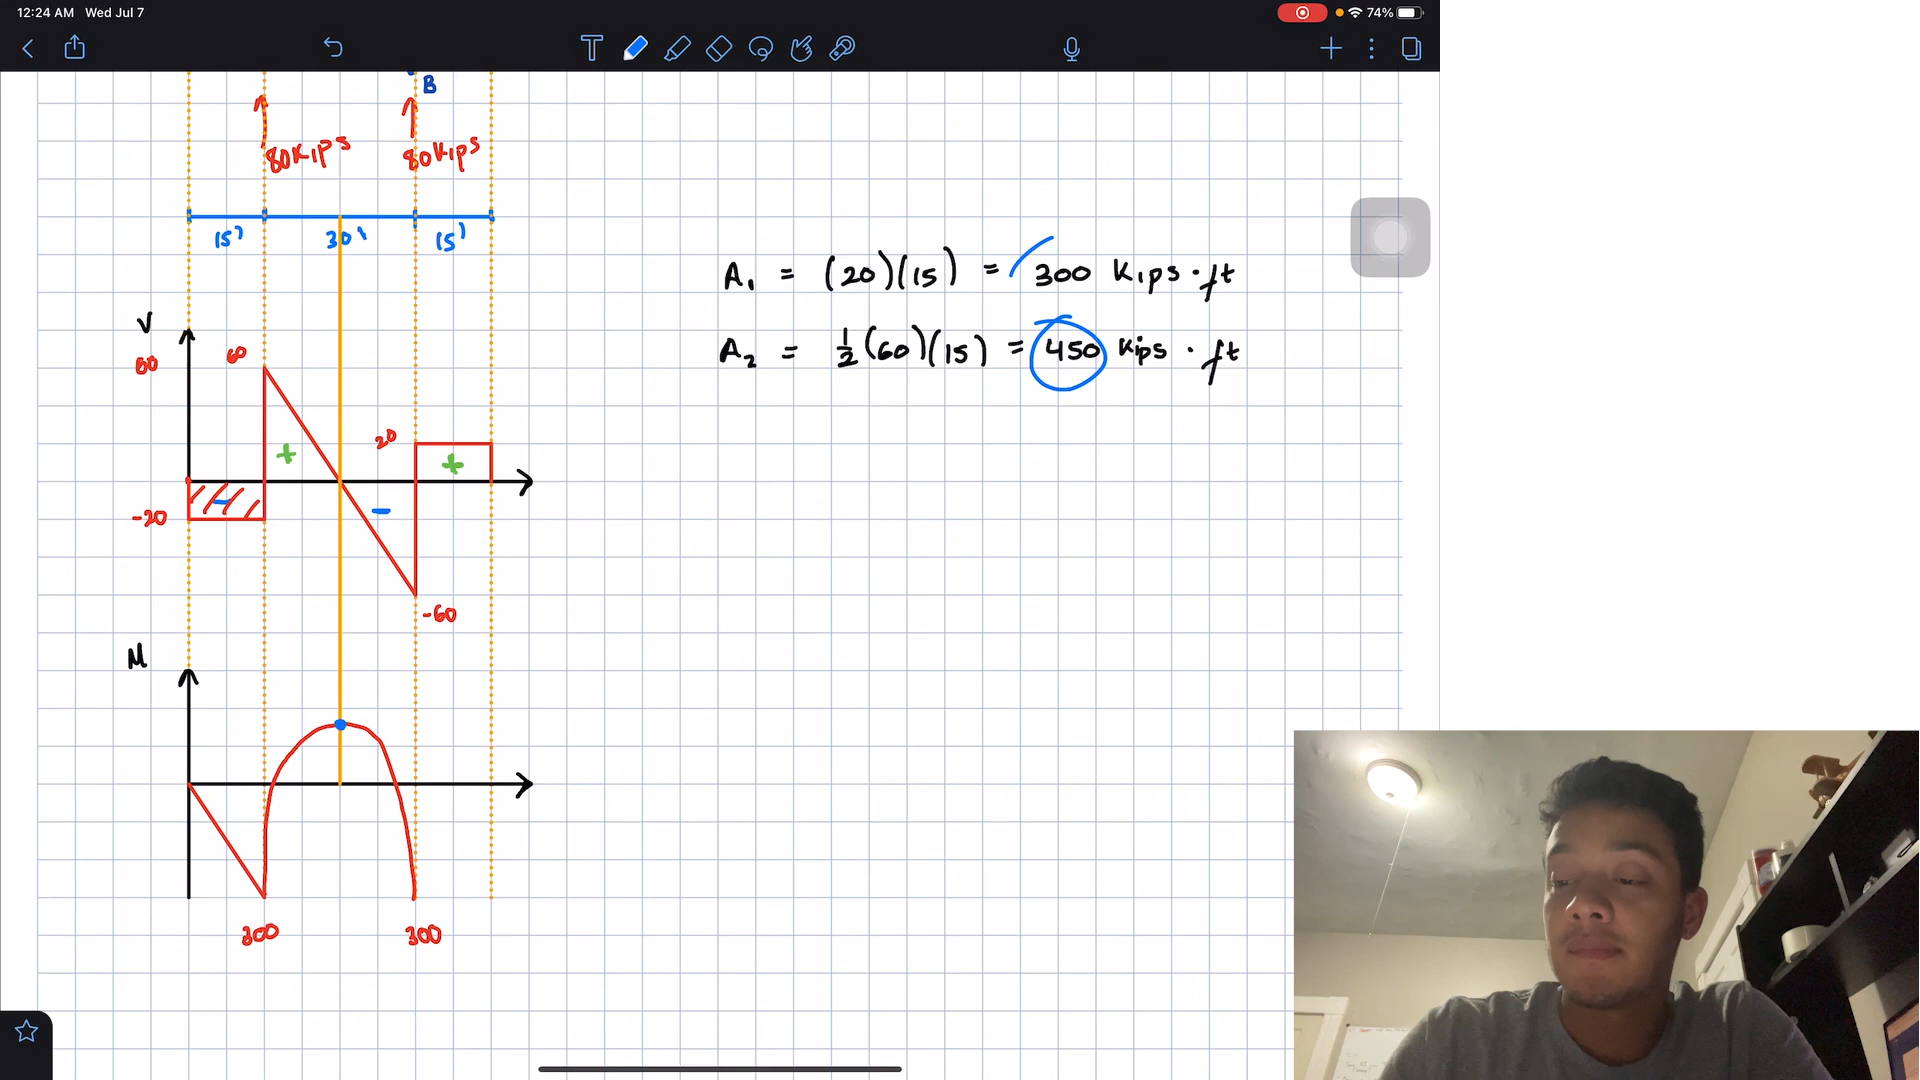 12:24 AM Wed Jul 7
74%
B
80Kips 80Kips
15' 30' 15'
A₁ = (20)(15) = 300 Kips·ft
A₂ = ½(60)(15) = 450 Kips·ft
V
80 60
20
+ +
- -
-20
-60
M
300 300